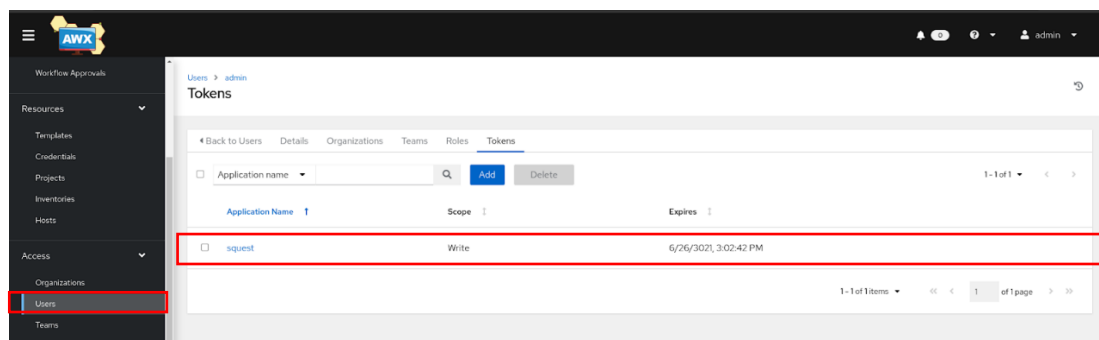 AWX
0
admin
Workflow Approvals
Resources
Templates
Credentials
Projects
Inventories
Hosts
Access
Organizations
Users
Teams
Users > admin
Tokens
Back to Users Details Organizations Teams Roles Tokens
Application name Add Delete 1-1 of 1
Application Name Scope Expires
squest Write 6/26/3021, 3:02:42 PM
1-1 of 1 items 1 of 1 page